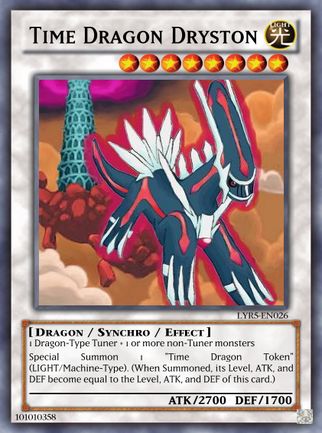 TIME DRAGON DRYSTON
LIGHT
光
LYR5-EN026
[ DRAGON / SYNCHRO / EFFECT ]
1 Dragon-Type Tuner + 1 or more non-Tuner monsters
Special Summon 1 "Time Dragon Token"
(LIGHT/Machine-Type). (When Summoned, its Level, ATK, and
DEF become equal to the Level, ATK, and DEF of this card.)
ATK/2700 DEF/1700
101010358